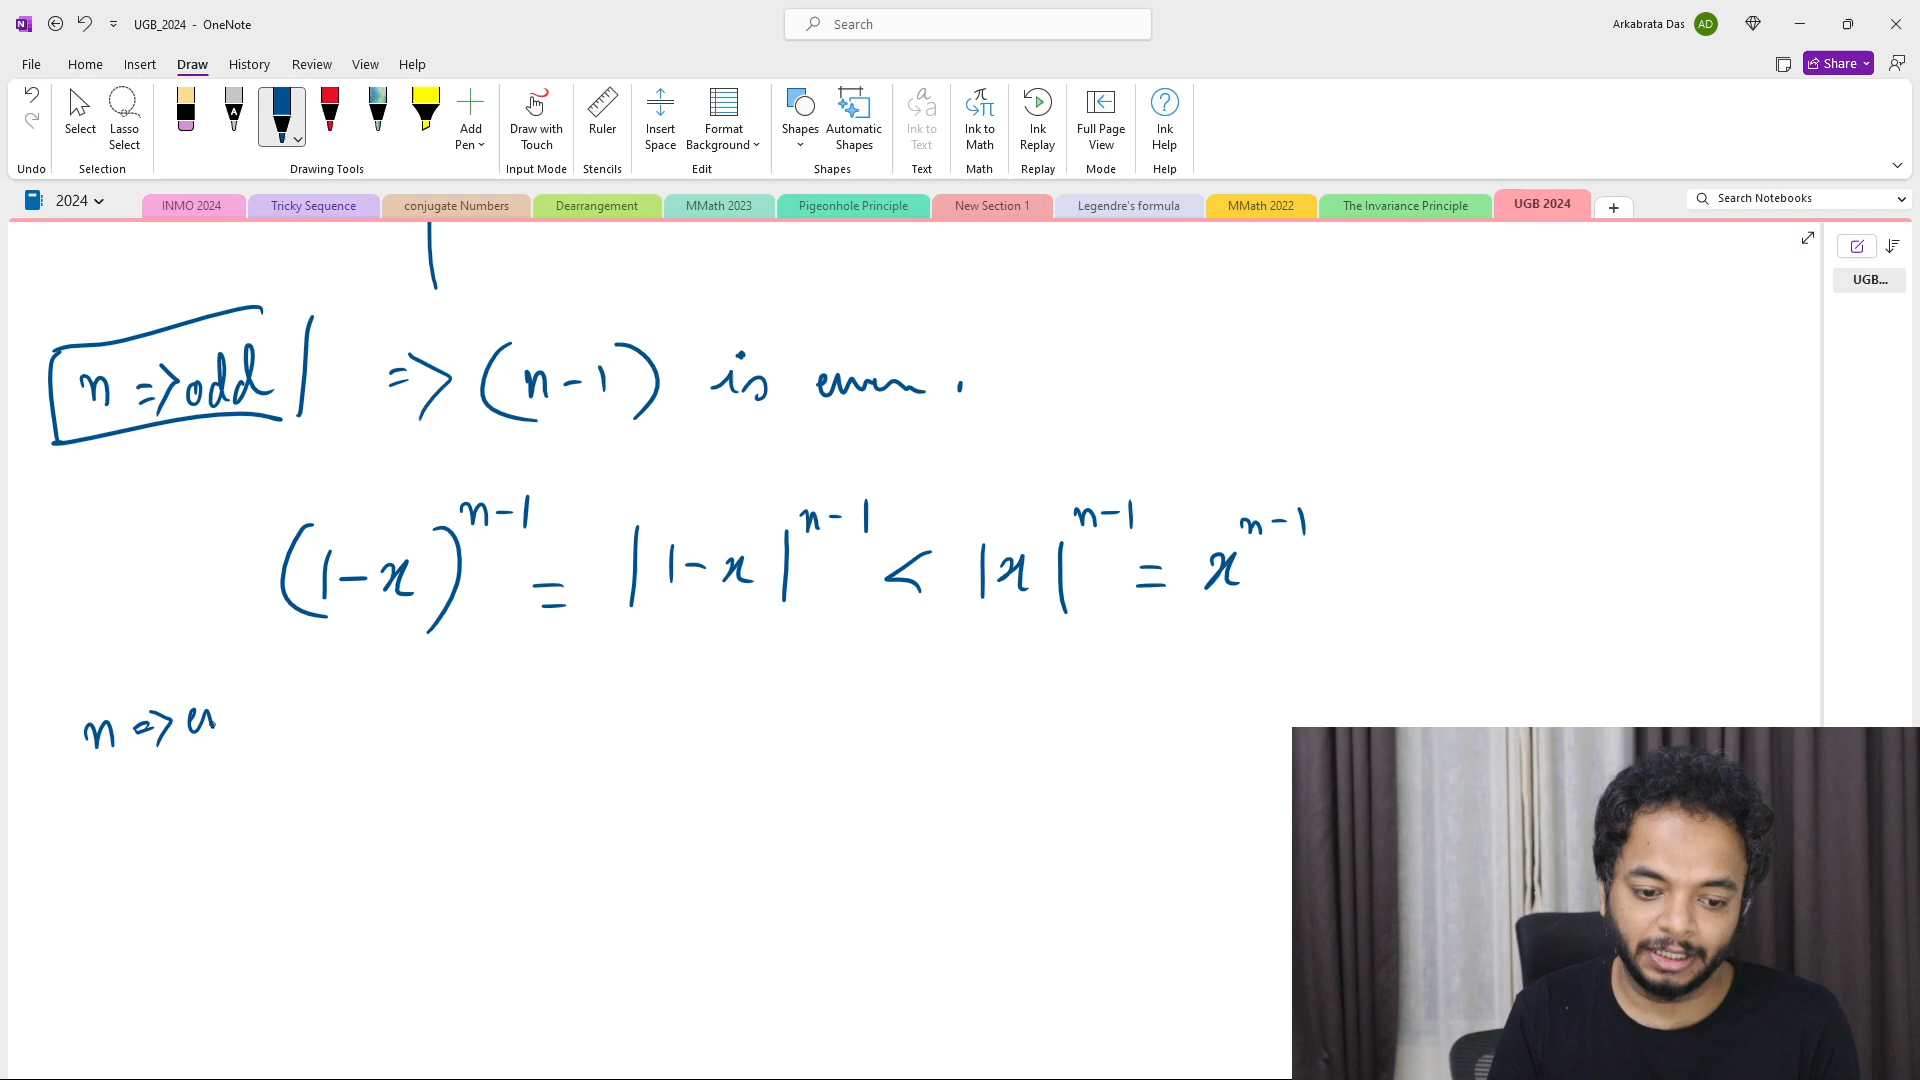 UGB_2024 - OneNote
Search
Arkabrata Das AD
File Home Insert Draw History Review View Help
Share
Select
Lasso Select
A
Add Pen
Draw with Touch
Ruler
Insert Space
Format Background
Shapes
Automatic Shapes
Ink to Text
Ink to Math
Ink Replay
Full Page View
Ink Help
Undo Selection Drawing Tools Input Mode Stencils Edit Shapes Text Math Replay Mode Help
2024 INMO 2024 Tricky Sequence conjugate Numbers Dearrangement MMath 2023 Pigeonhole Principle New Section 1 Legendre's formula MMath 2022 The Invariance Principle UGB 2024 + Search Notebooks
UGB...
n => odd | => (n-1) is even.
(1-x)^{n-1} = |1-x|^{n-1} < |x|^{n-1} = x^{n-1}
n =>